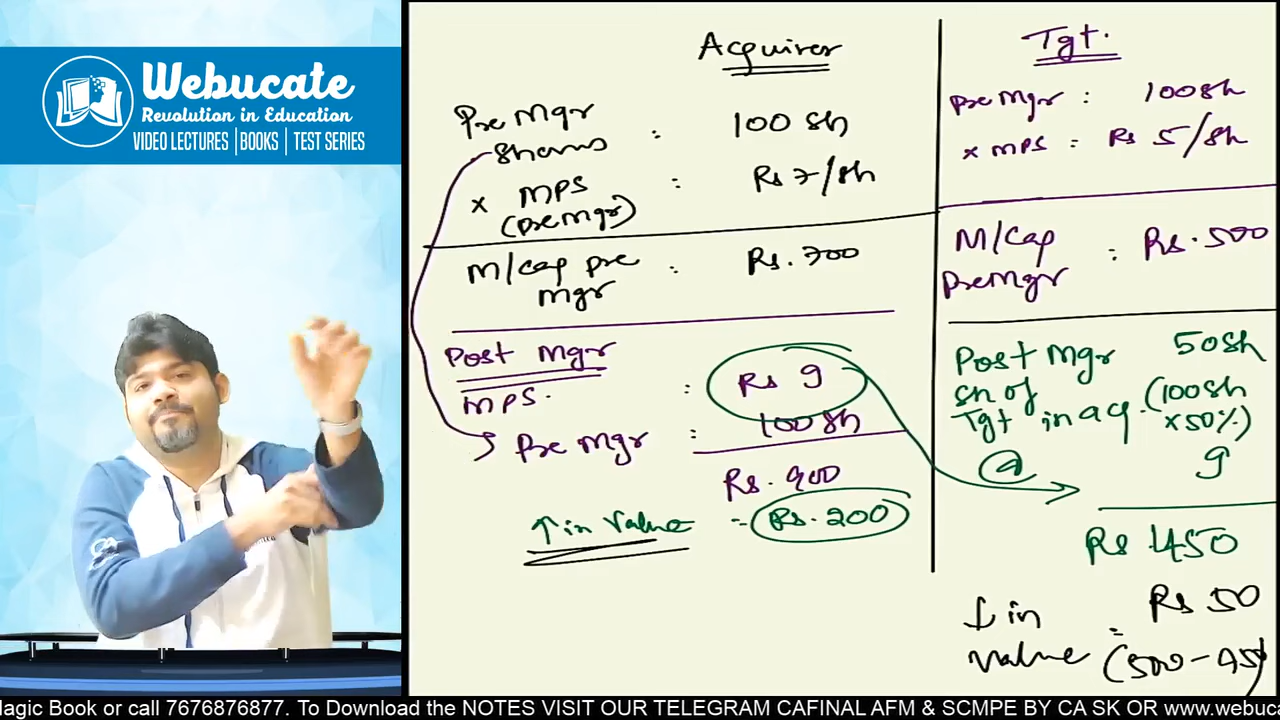 Webucate
Revolution in Education
VIDEO LECTURES | BOOKS | TEST SERIES
Acquirer
Pre Mgr
Shares : 100 Sh
x MPS : Rs 7/Sh
(Pre Mgr)
M/Cap pre : Rs. 700
Mgr
Post Mgr
MPS. : Rs 9
Pre Mgr : 100 Sh
Rs. 900
↑ in Value = Rs. 200
Tgt.
Pre Mgr : 100 Sh
x MPS : Rs 5/Sh
M/Cap : Rs. 500
Pre Mgr
Post Mgr 50 Sh
Sh of (100 Sh
Tgt in aq. x 50%)
@ 9
Rs 450
↓ in = Rs 50
Value (500-450)
Magic Book or call 7676876877. To Download the NOTES VISIT OUR TELEGRAM CAFINAL AFM & SCMPE BY CA SK OR www.webuca